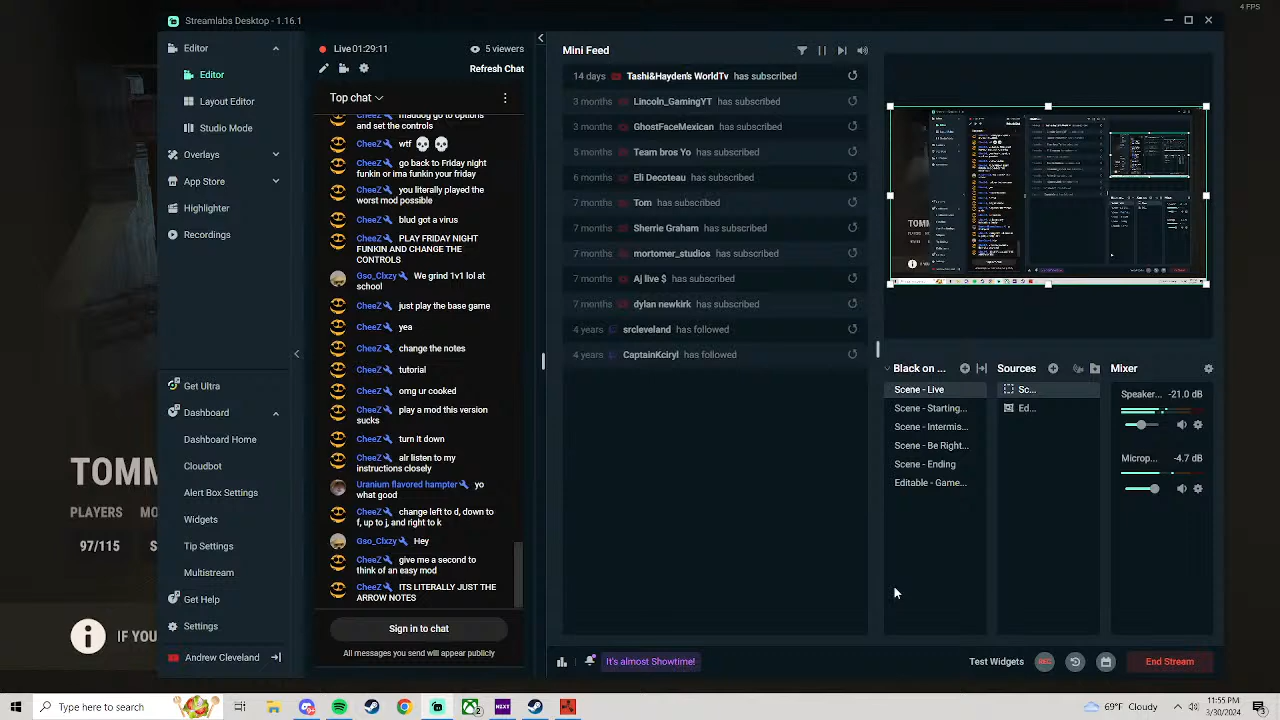 4 FPS
Streamlabs Desktop - 1.16.1
Editor
Editor
Layout Editor
Studio Mode
Overlays
App Store
Highlighter
Recordings
Get Ultra
Dashboard
Dashboard Home
Cloudbot
Alert Box Settings
Widgets
Tip Settings
Multistream
Get Help
Settings
Andrew Cleveland
Live 01:29:11
5 viewers
Refresh Chat
Top chat
and set the controls
CheeZ wtf
CheeZ go back to Friday night
CheeZ you literally played the
worst mod possible
CheeZ blud got a virus
CheeZ PLAY FRIDAY NIGHT
FUNKIN AND CHANGE THE
CONTROLS
Gso_Clxzy We grind 1v1 lol at
school
CheeZ just play the base game
CheeZ yea
CheeZ change the notes
CheeZ tutorial
CheeZ omg ur cooked
CheeZ play a mod this version
sucks
CheeZ turn it down
CheeZ alr listen to my
instructions closely
Uranium flavored hampter yo
what good
CheeZ change left to d, down to
f, up to j, and right to k
Gso_Clxzy Hey
CheeZ give me a second to
think of an easy mod
CheeZ ITS LITERALLY JUST THE
ARROW NOTES
Sign in to chat
All messages you send will appear publicly
Mini Feed
14 days Tashi&Hayden's WorldTv has subscribed
3 months Lincoln_GamingYT has subscribed
3 months GhostFaceMexican has subscribed
5 months sam bros Yo has subscribed
6 months Eli Decoteau has subscribed
7 months Tom has subscribed
7 months Sherrie Graham has subscribed
7 months mortomer_studios has subscribed
7 months Aj live $ has subscribed
7 months dylan newkirk has subscribed
4 years srcleveland has followed
4 years CaptainKciryl has followed
Black on ...
Scene - Live
Scene - Starting...
Scene - Intermis...
Scene - Be Right...
Scene - Ending
Editable - Game...
Sources
Sc...
Ed...
Mixer
Speaker... -21.0 dB
Microp... -4.7 dB
It's almost Showtime!
Test Widgets
REC
End Stream
TOMM
PLAYERS MO
97/115 S
IF YOU
Type here to search
NEXT
69°F Cloudy
11:55 PM
3/30/2024